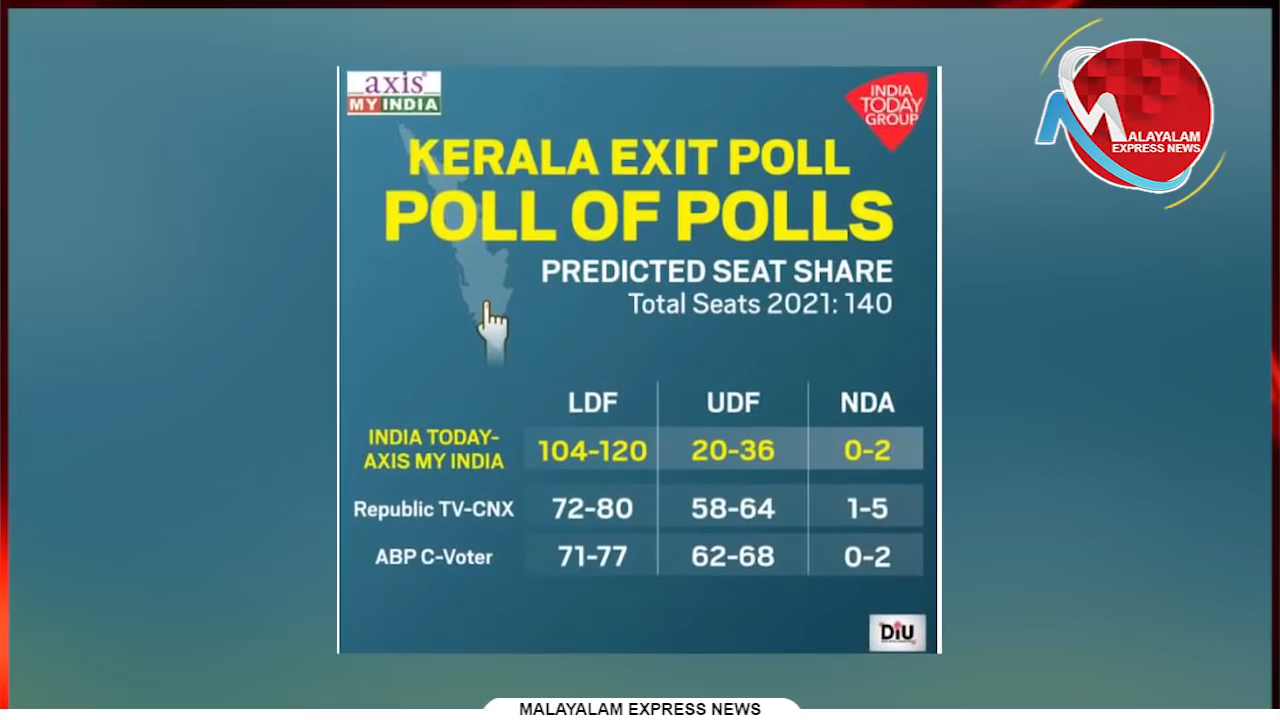 axis
MY INDIA
INDIA
TODAY
GROUP
MALAYALAM
EXPRESS NEWS
KERALA EXIT POLL
POLL OF POLLS
PREDICTED SEAT SHARE
Total Seats 2021: 140
LDF UDF NDA
INDIA TODAY-
AXIS MY INDIA 104-120 20-36 0-2
Republic TV-CNX 72-80 58-64 1-5
ABP C-Voter 71-77 62-68 0-2
DiU
MALAYALAM EXPRESS NEWS